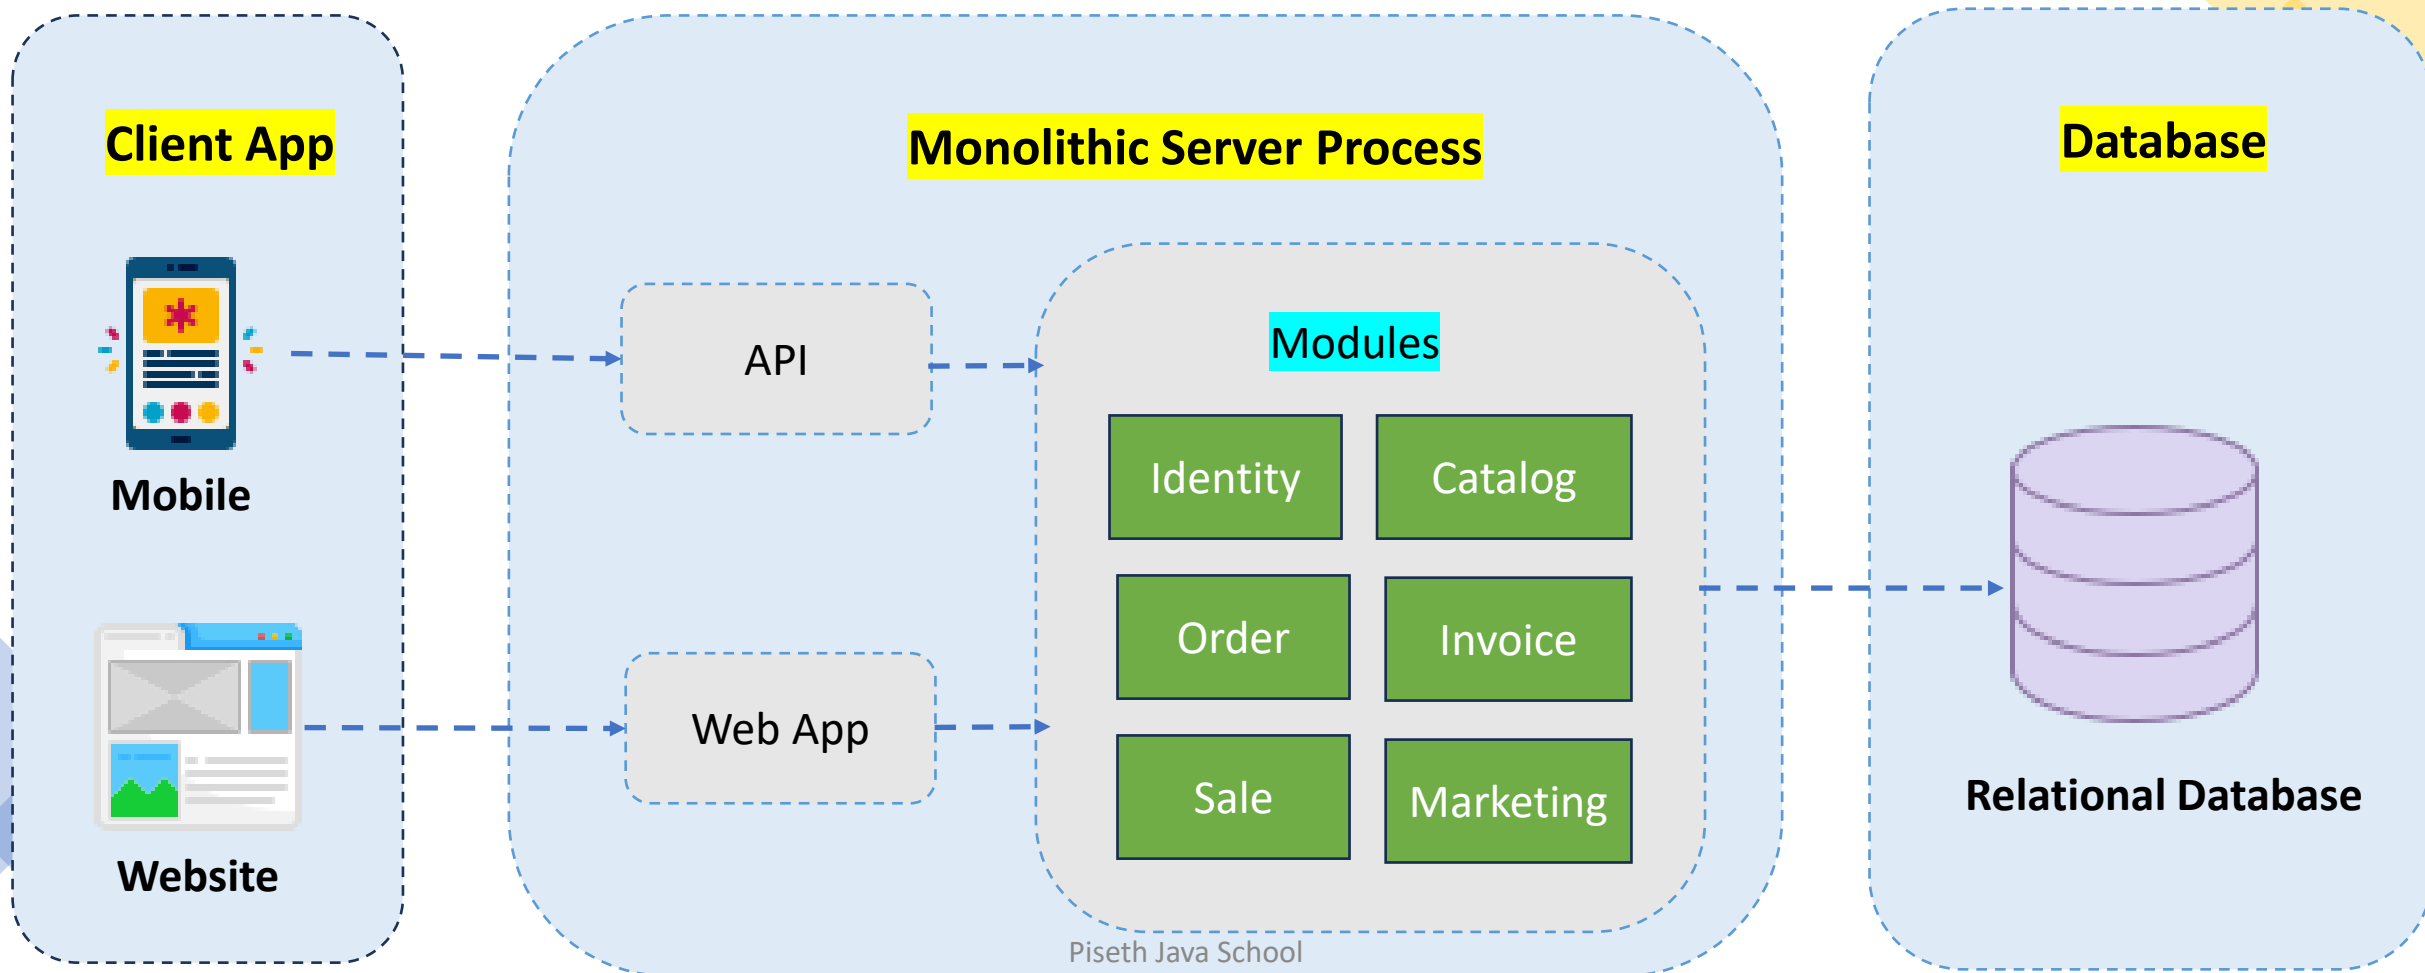 Client App
Mobile
Website
Monolithic Server Process
API
Web App
Modules
Identity
Catalog
Order
Invoice
Sale
Marketing
Database
Relational Database
Piseth Java School